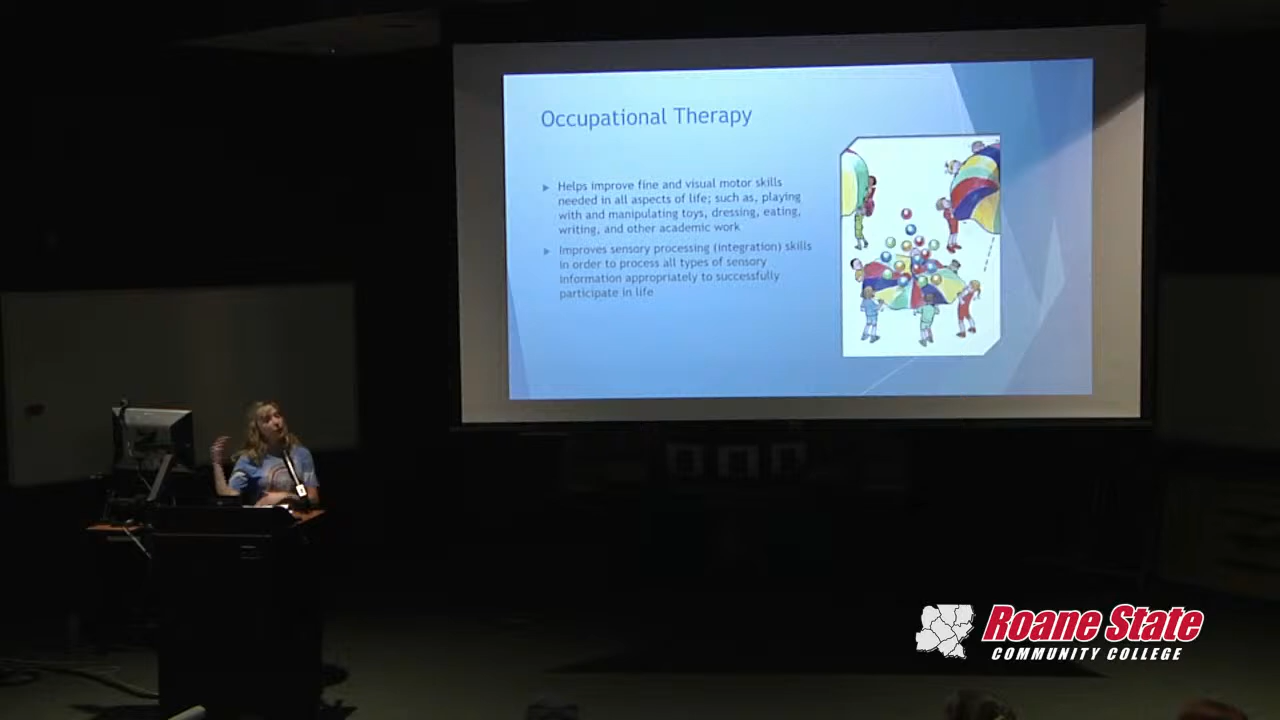 Occupational Therapy
Helps improve fine and visual motor skills
needed in all aspects of life; such as, playing
with and manipulating toys, dressing, eating,
writing, and other academic work
Improves sensory processing (integration) skills
in order to process all types of sensory
information appropriately to successfully
participate in life
Roane State
COMMUNITY COLLEGE